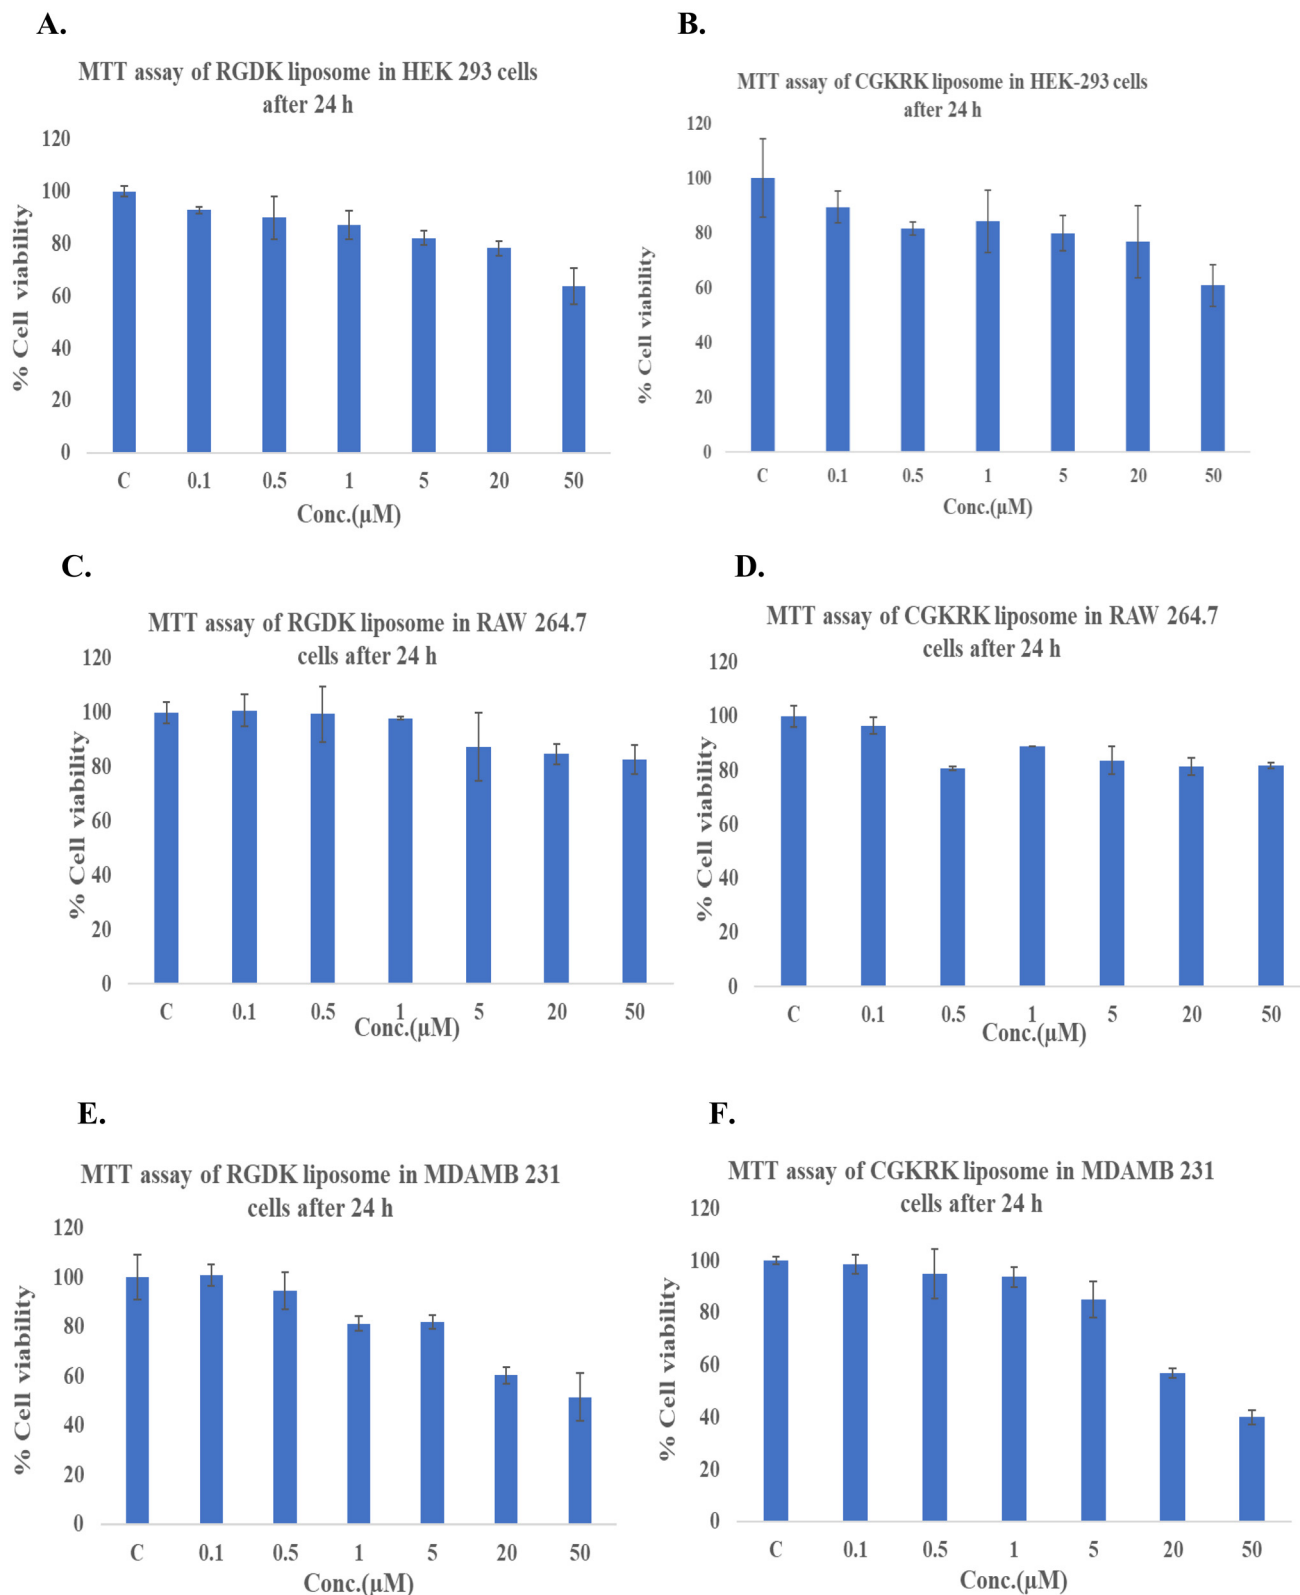 A.
MTT assay of RGDK liposome in HEK 293 cells
after 24 h
120
100
80
60
40
20
0
% Cell viability
C 0.1 0.5 1 5 20 50
Conc.(µM)
B.
MTT assay of CGKRK liposome in HEK-293 cells
after 24 h
120
100
80
60
40
20
0
% Cell viability
C 0.1 0.5 1 5 20 50
Conc.(µM)
C.
MTT assay of RGDK liposome in RAW 264.7
cells after 24 h
120
100
80
60
40
20
0
% Cell viability
C 0.1 0.5 1 5 20 50
Conc.(µM)
D.
MTT assay of CGKRK liposome in RAW 264.7
cells after 24 h
120
100
80
60
40
20
0
% Cell viability
C 0.1 0.5 1 5 20 50
Conc.(µM)
E.
MTT assay of RGDK liposome in MDAMB 231
cells after 24 h
120
100
80
60
40
20
0
% Cell viability
C 0.1 0.5 1 5 20 50
Conc.(µM)
F.
MTT assay of CGKRK liposome in MDAMB 231
cells after 24 h
120
100
80
60
40
20
0
% Cell viability
C 0.1 0.5 1 5 20 50
Conc.(µM)